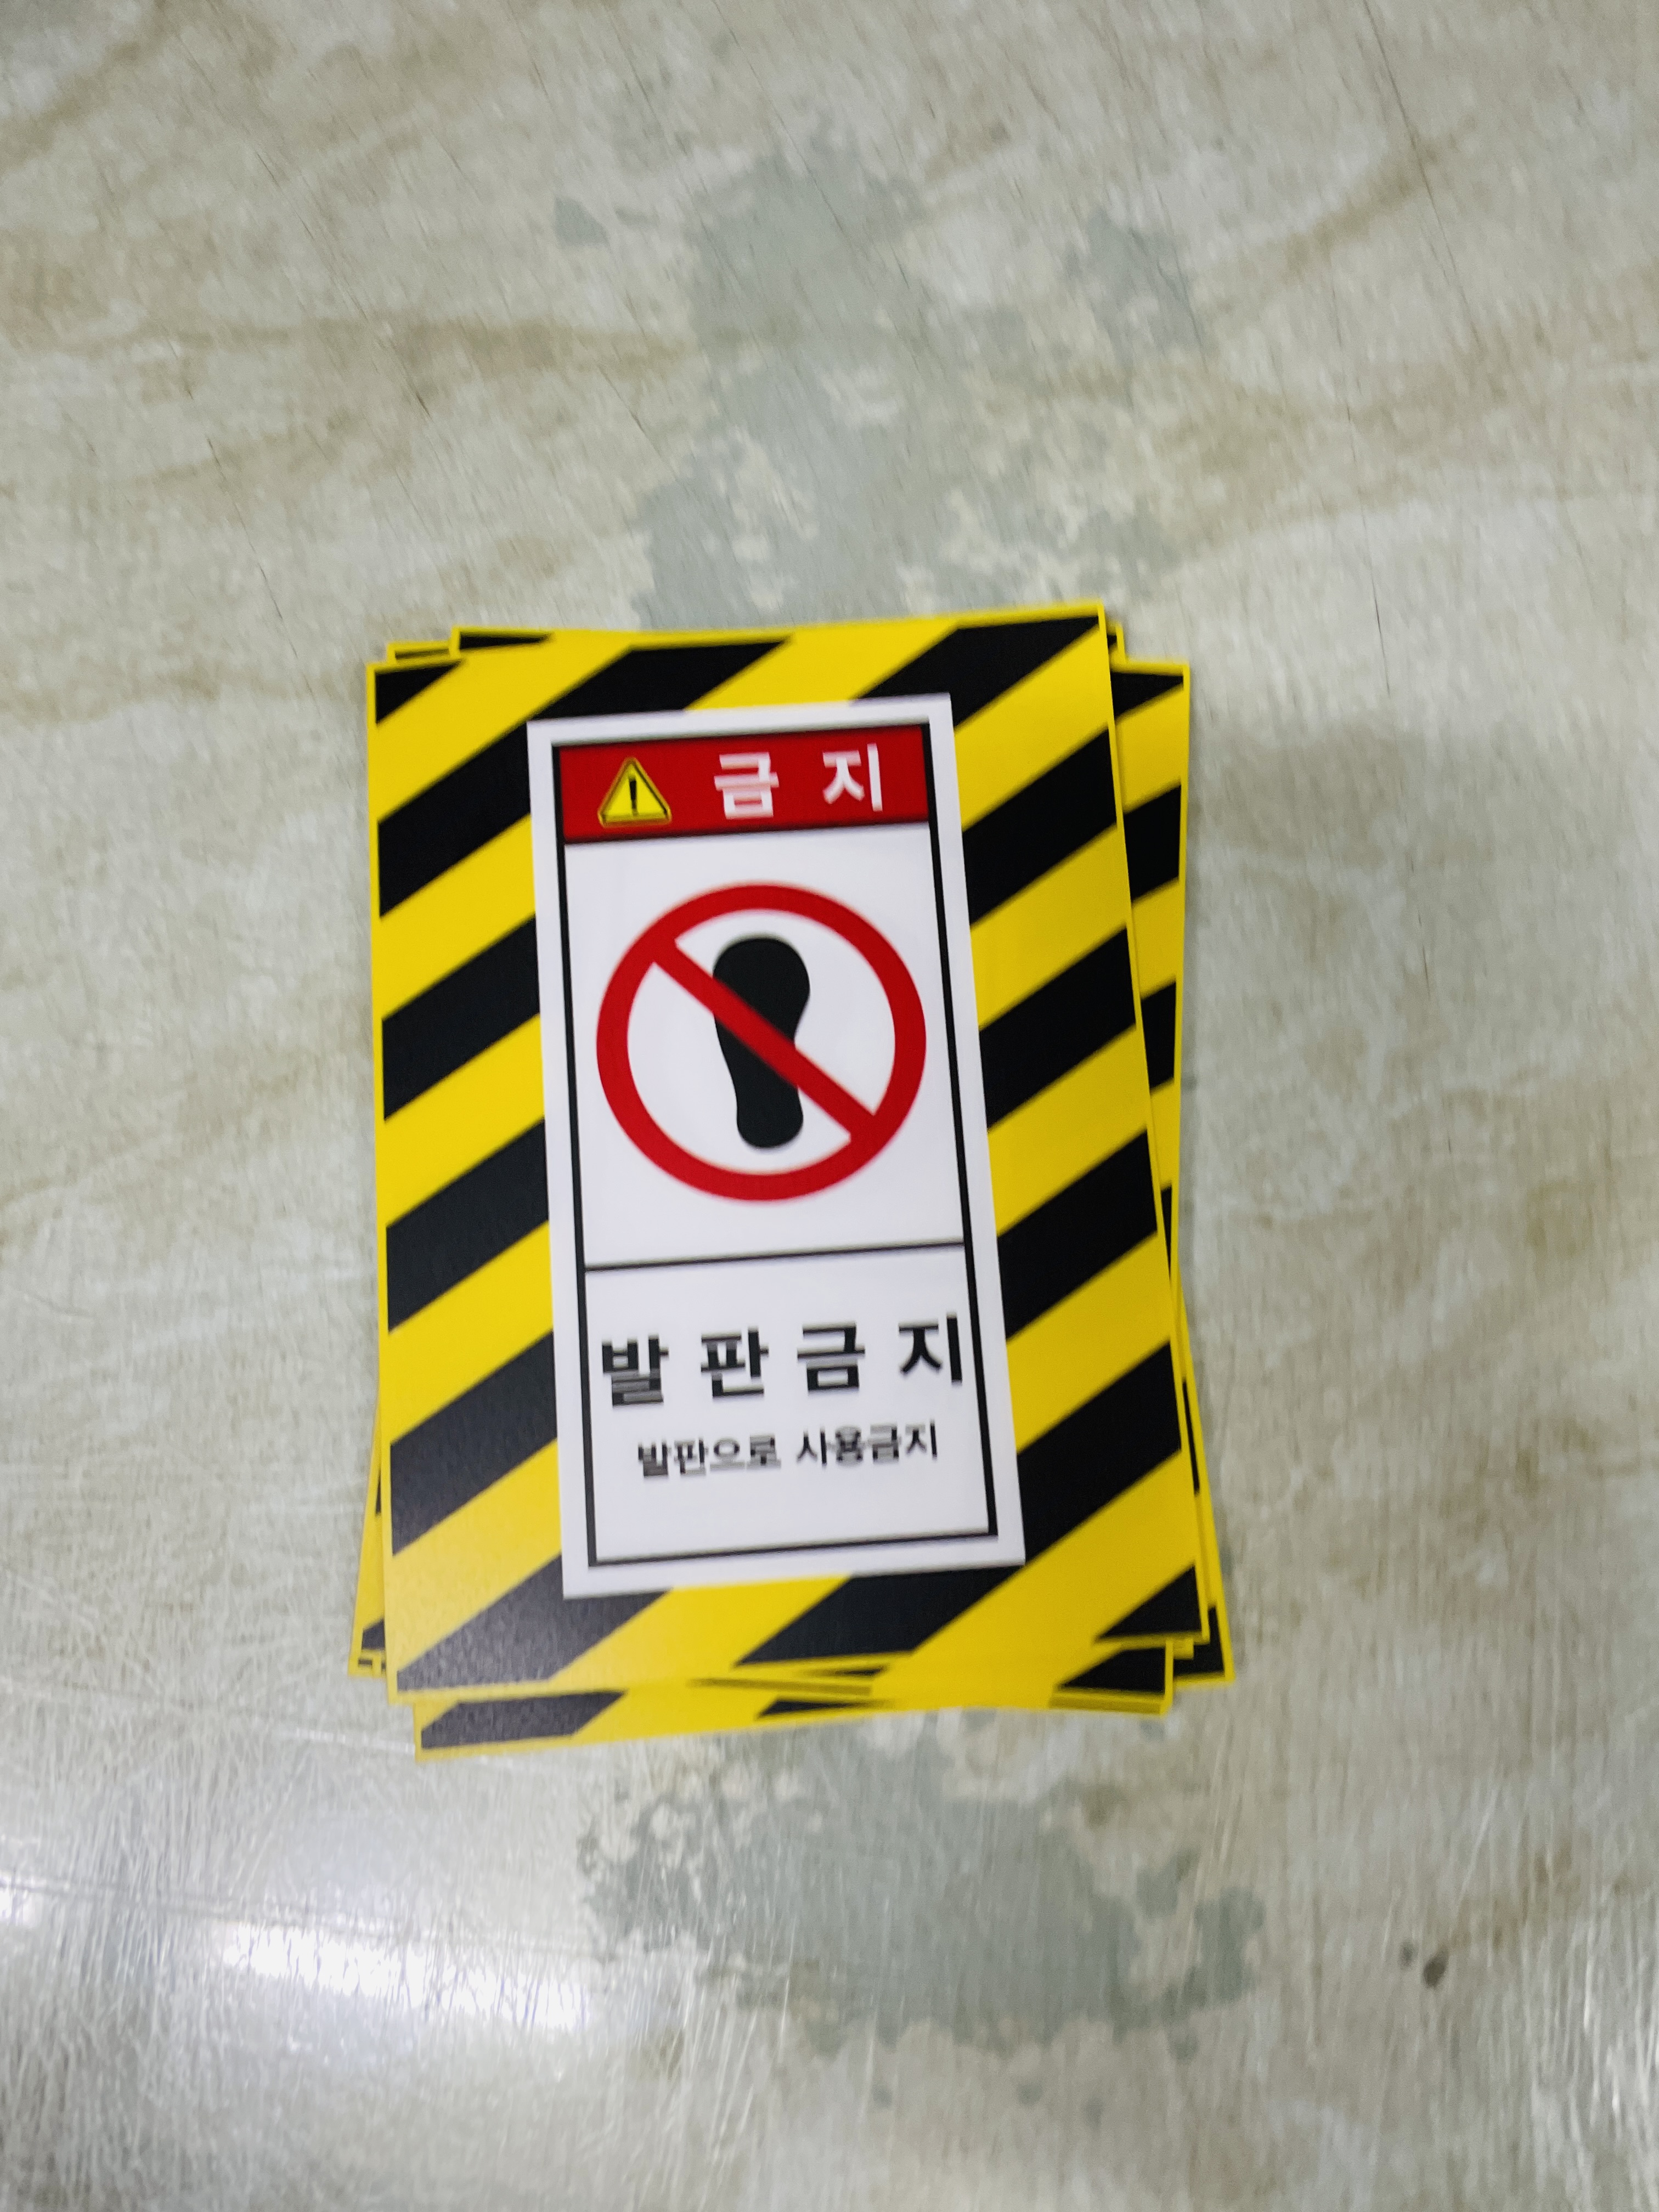 금 지
발 판 금 지
발판으로 사용금지